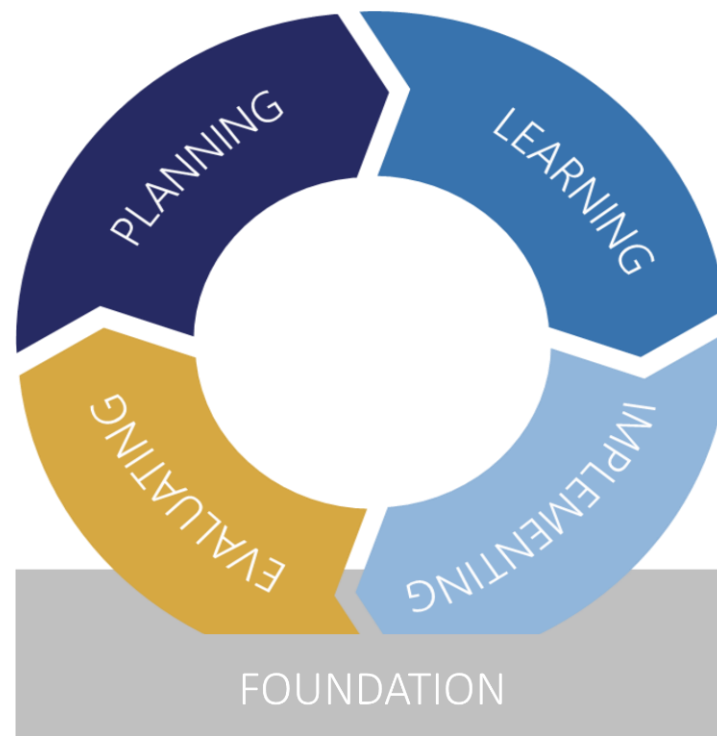 PLANNING
LEARNING
IMPLEMENTING
EVALUATING
FOUNDATION